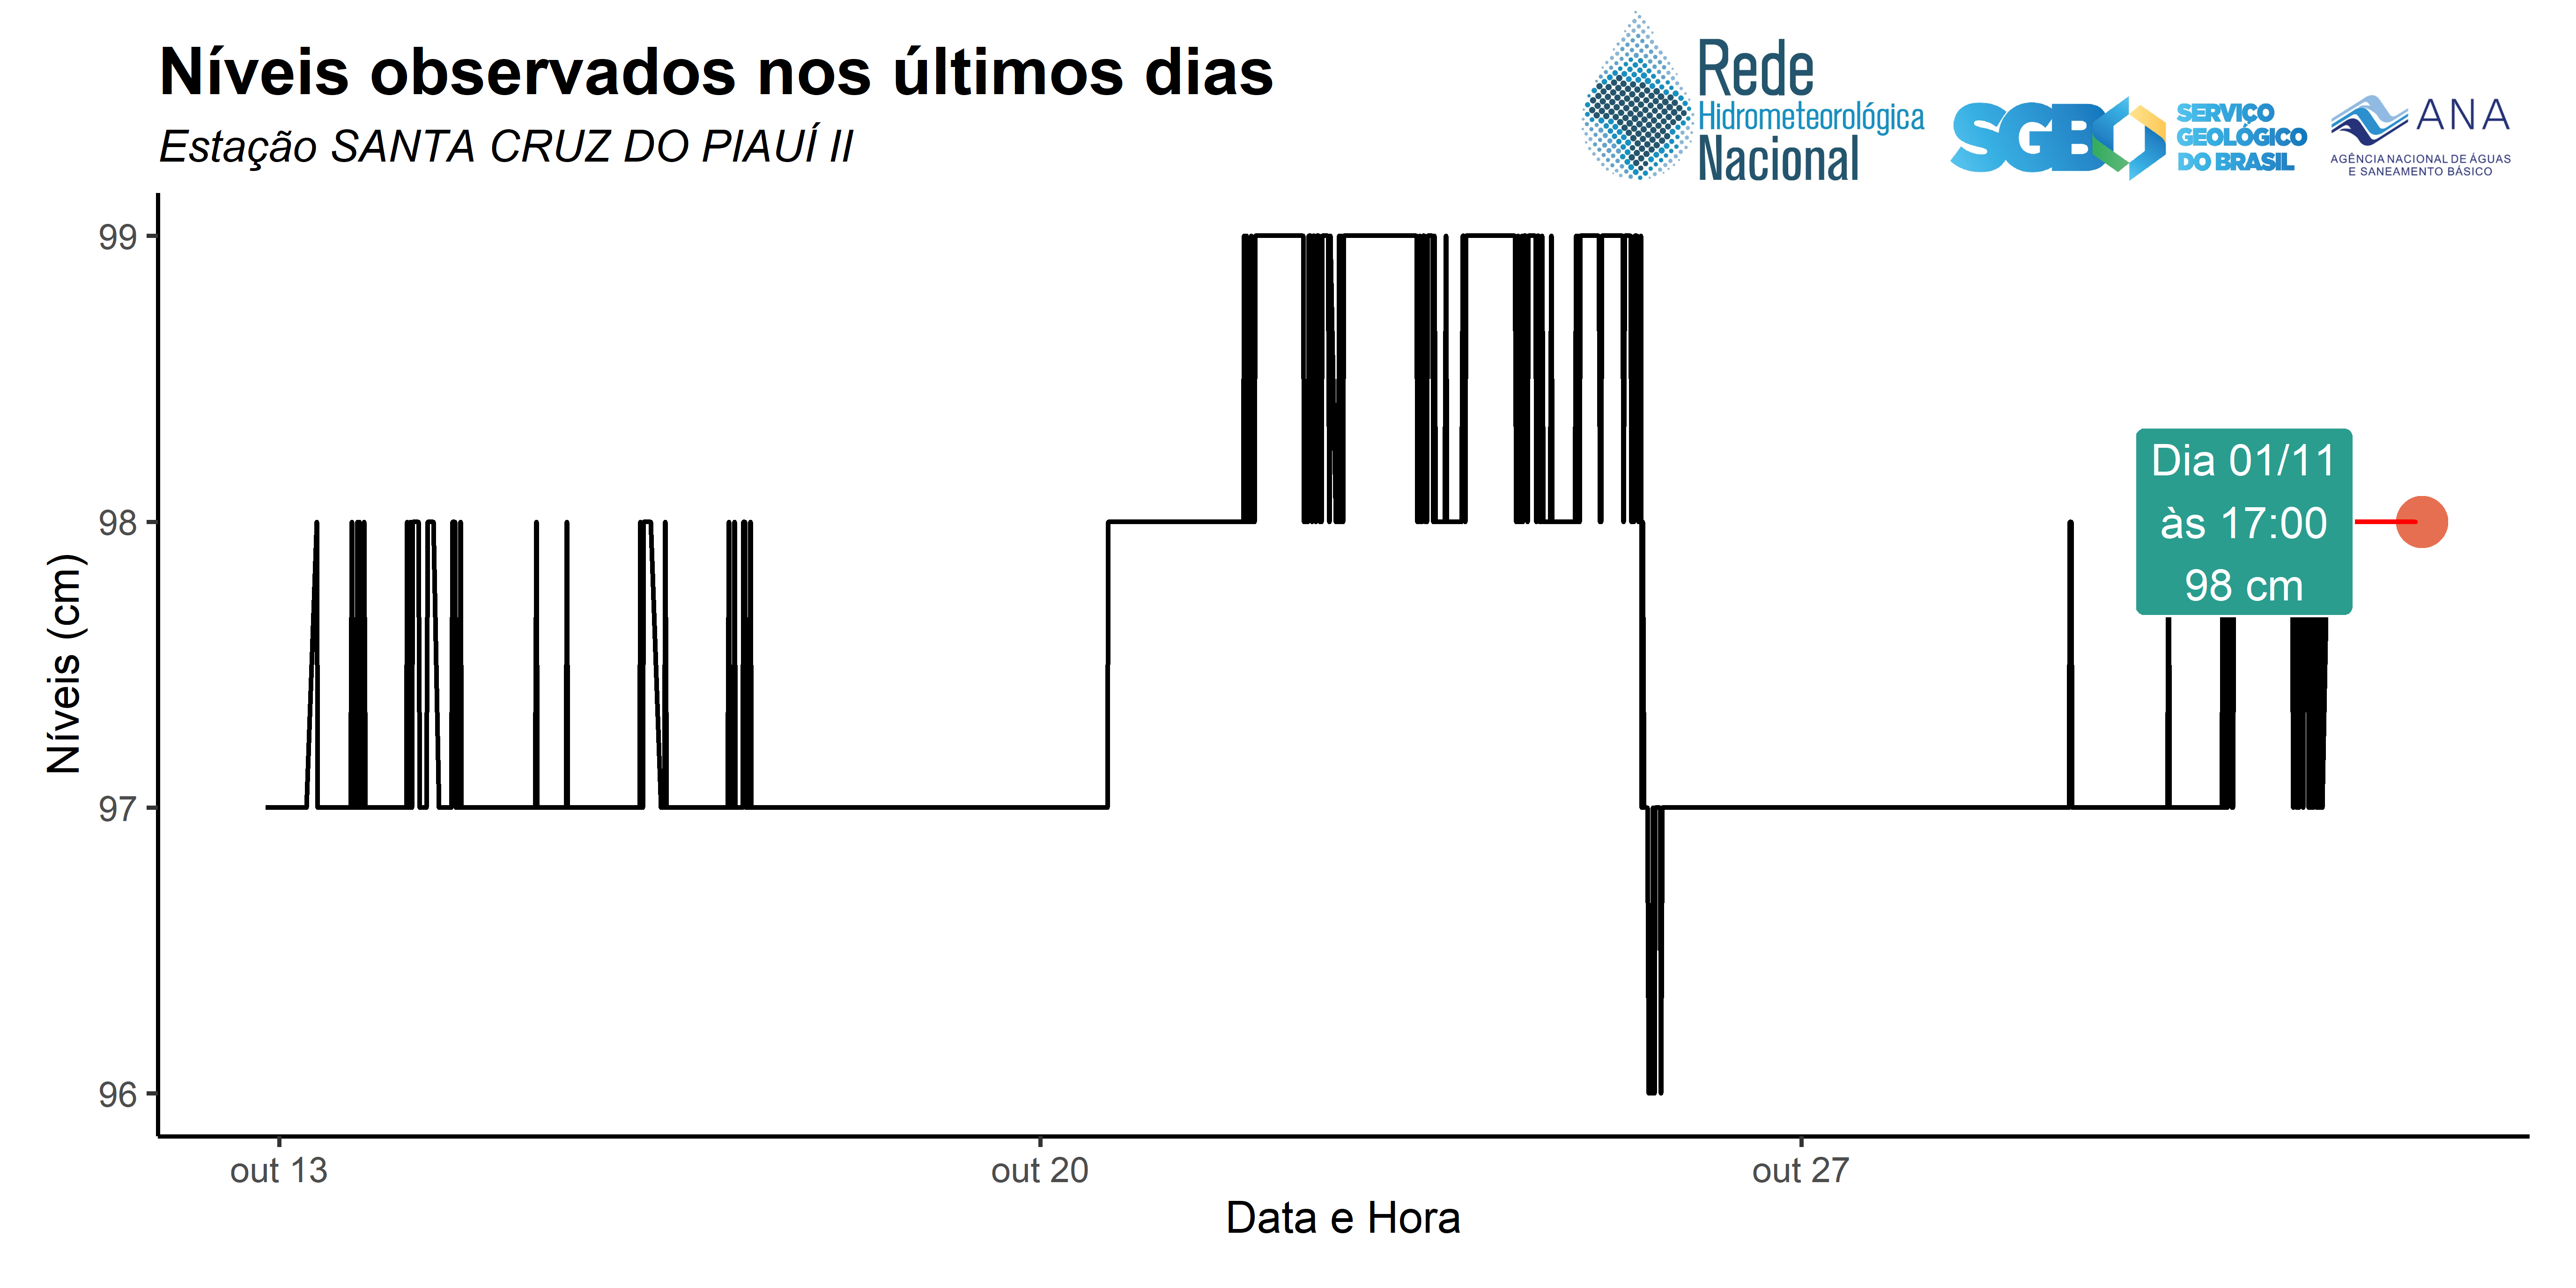 Níveis observados nos últimos dias
Estação SANTA CRUZ DO PIAUÍ II
Rede
Hidrometeorológica
Nacional
SGB
SERVIÇO
GEOLÓGICO
DO BRASIL
ANA
AGÊNCIA NACIONAL DE ÁGUAS
E SANEAMENTO BÁSICO
Níveis (cm)
99
98
97
96
Dia 01/11
às 17:00
98 cm
out 13
out 20
out 27
Data e Hora